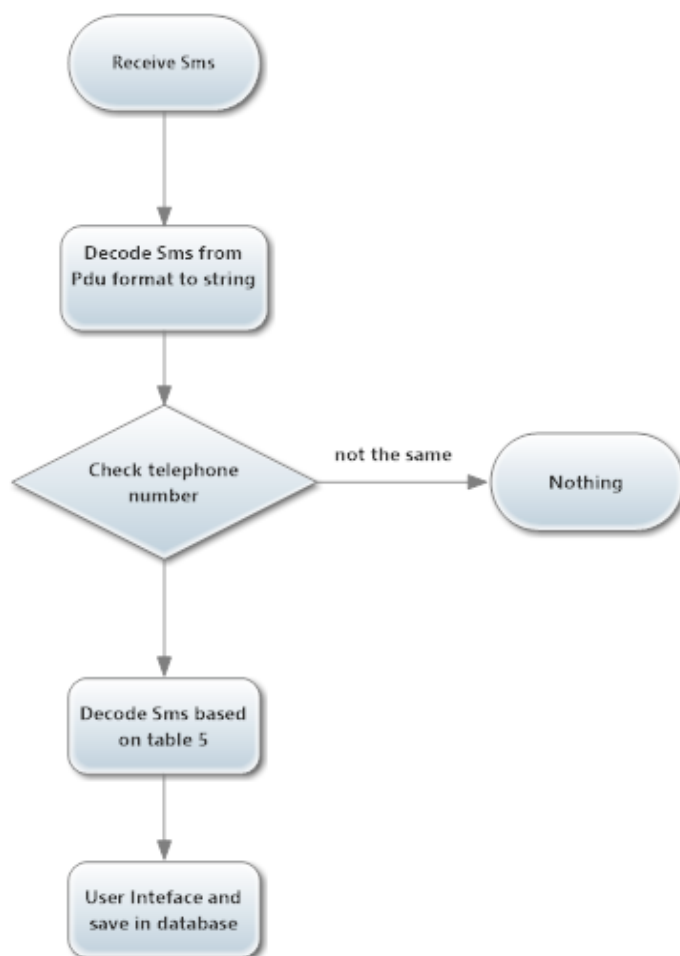 Receive Sms
Decode Sms from
Pdu format to string
Check telephone
number
not the same
Nothing
Decode Sms based
on table 5
User Inteface and
save in database